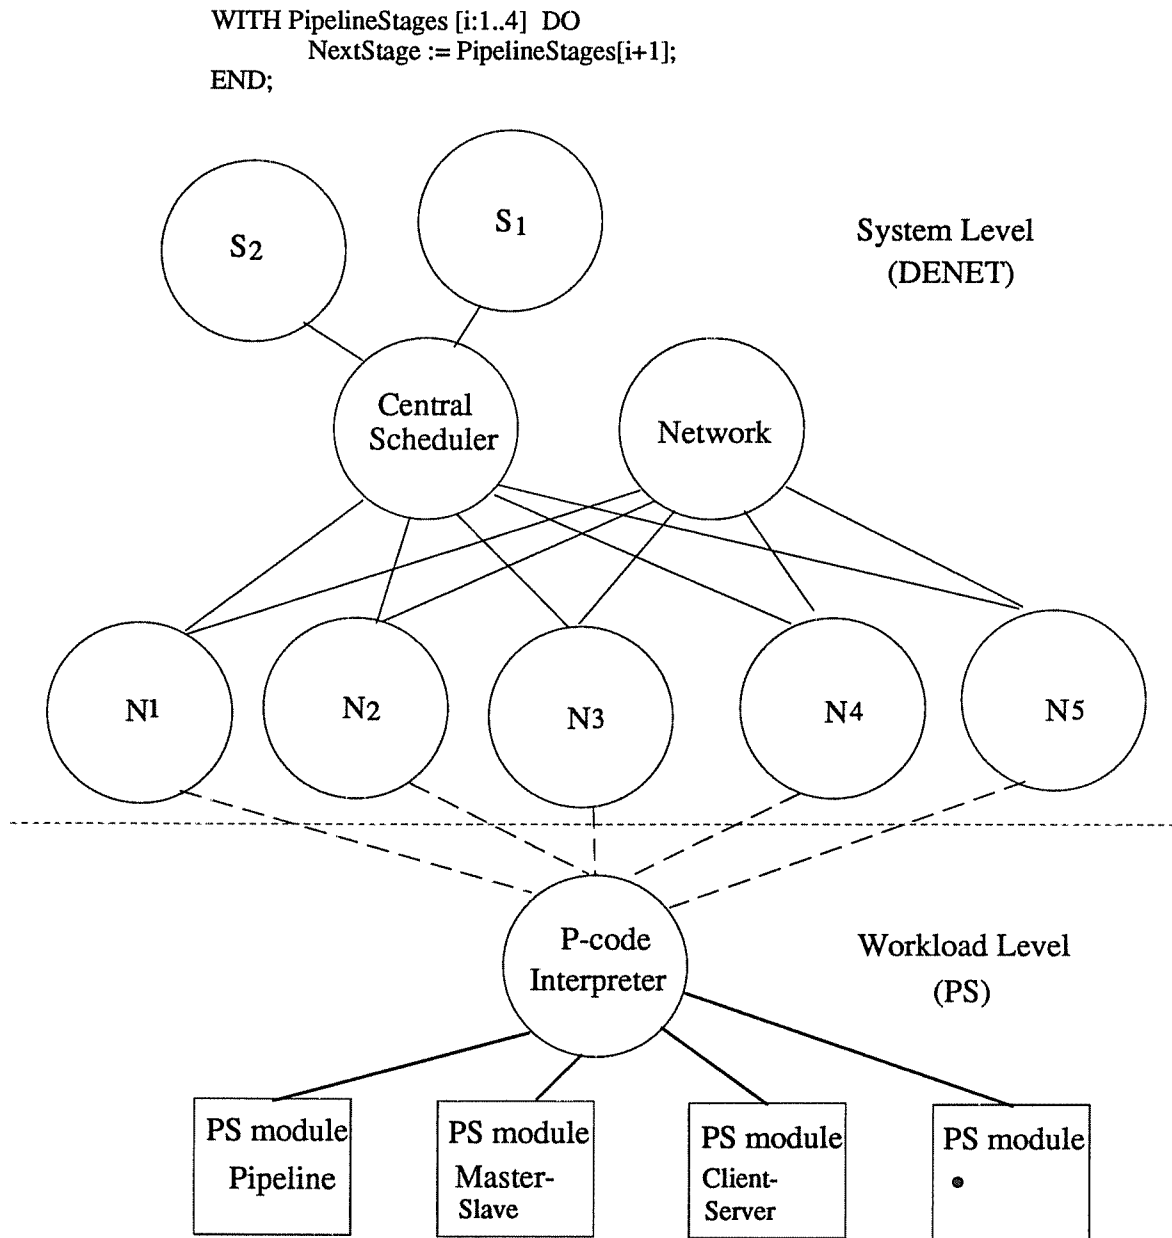 WITH PipelineStages [i:1..4] DO
NextStage := PipelineStages[i+1];
END;
S2
S1
System Level
(DENET)
Central
Scheduler
Network
N1
N2
N3
N4
N5
P-code
Interpreter
Workload Level
(PS)
PS module
Pipeline
PS module
Master-
Slave
PS module
Client-
Server
PS module
•